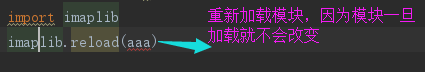 import imaplib
重新加载模块，因为模块一旦
加载就不会改变
imaplib.reload(aaa)